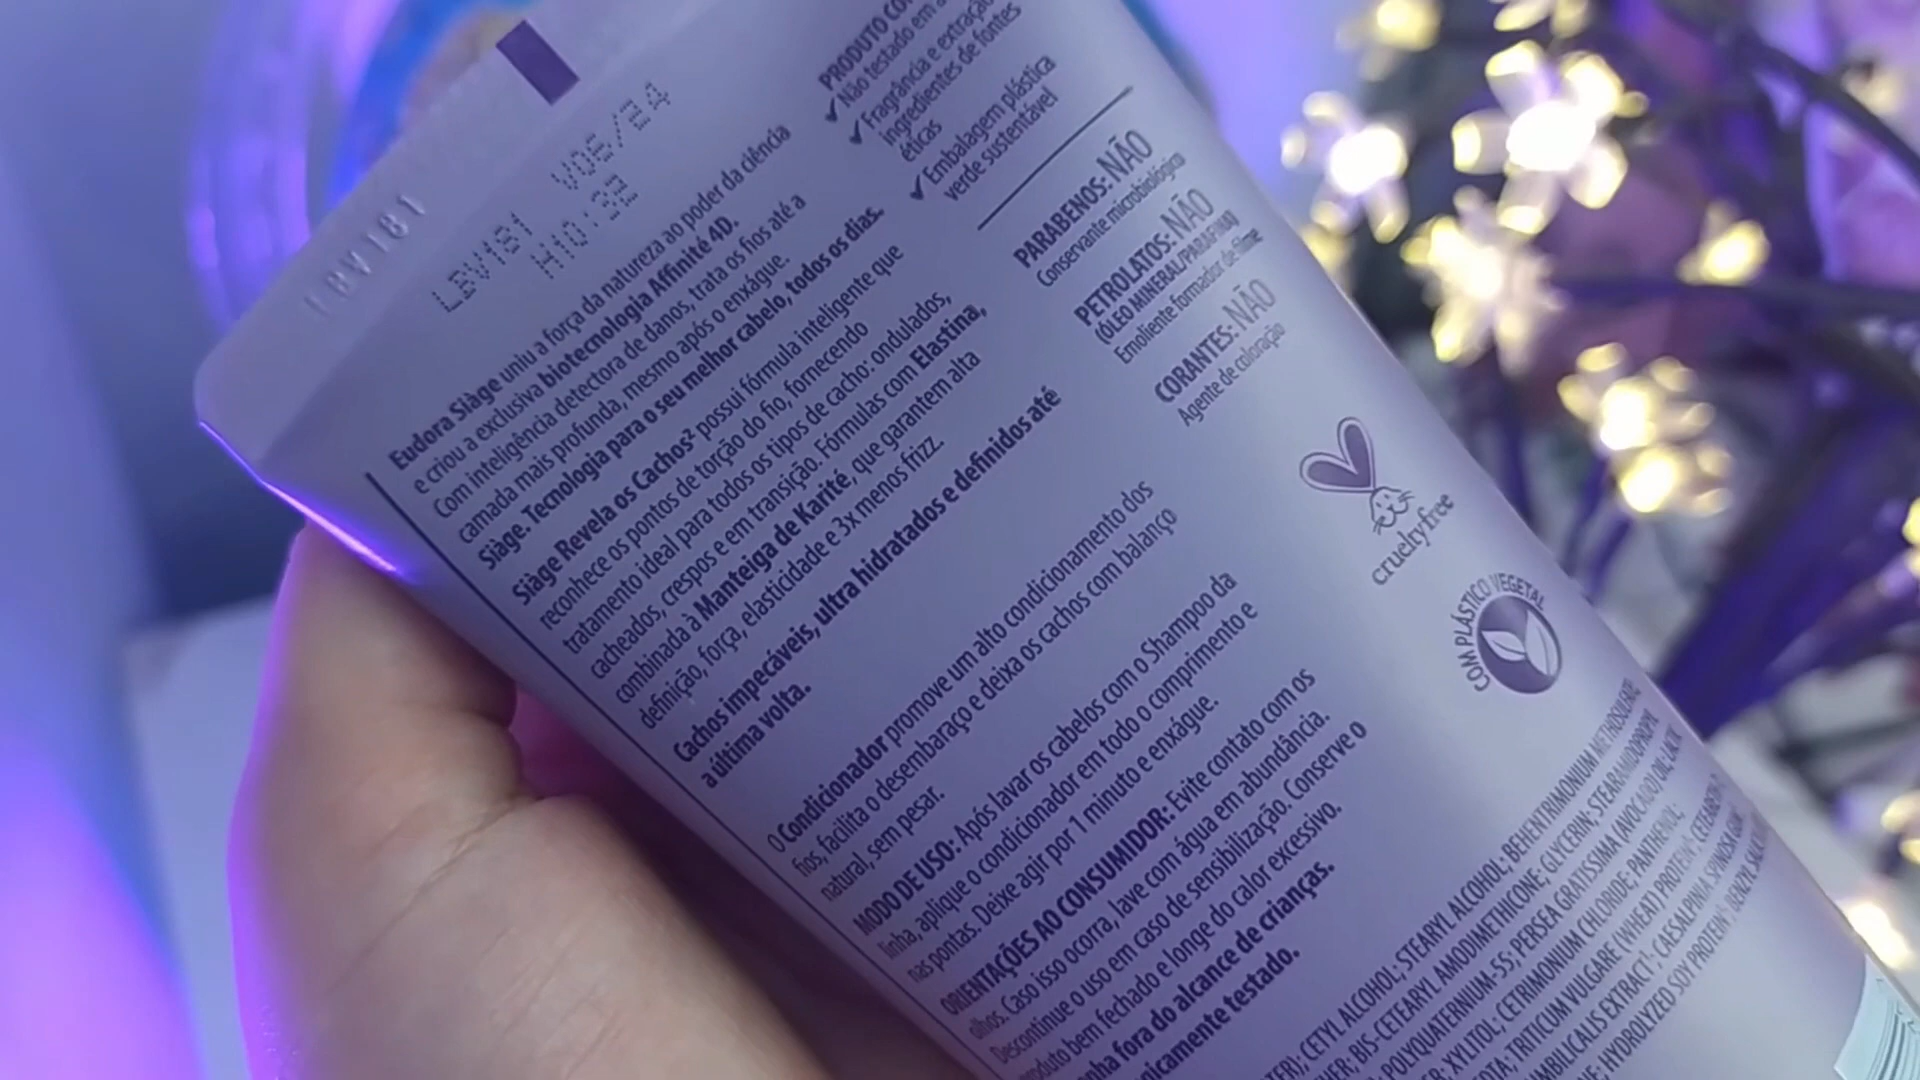 LBV181
LBV181 V06/24
H10:32
Eudora Siàge uniu a força da natureza ao poder da ciência
e criou a exclusiva biotecnologia Affinité 4D.
Com inteligência detectora de danos, trata os fios até a
camada mais profunda, mesmo após o enxágue.
Siàge. Tecnologia para o seu melhor cabelo, todos os dias.
Siàge Revela os Cachos² possui fórmula inteligente que
reconhece os pontos de torção do fio, fornecendo
tratamento ideal para todos os tipos de cacho: ondulados,
cacheados, crespos e em transição. Fórmulas com Elastina,
combinada à Manteiga de Karité, que garantem alta
definição, força, elasticidade e 3x menos frizz.
Cachos impecáveis, ultra hidratados e definidos até
a última volta.
O Condicionador promove um alto condicionamento dos
fios, facilita o desembaraço e deixa os cachos com balanço
natural, sem pesar.
MODO DE USO: Após lavar os cabelos com o Shampoo da
linha, aplique o condicionador em todo o comprimento e
nas pontas. Deixe agir por 1 minuto e enxágue.
ORIENTAÇÕES AO CONSUMIDOR: Evite contato com os
olhos. Caso isso ocorra, lave com água em abundância.
Descontinue o uso em caso de sensibilização. Conserve o
produto bem fechado e longe do calor excessivo.
fora do alcance de crianças.
testado.
PRODUTO
✓ Não testado em
✓ Fragrância e extração
ingredientes de fontes
éticas
✓ Embalagem plástica
verde sustentável
PARABENOS: NÃO
Conservante microbiológico
PETROLATOS: NÃO
(ÓLEO MINERAL/PARAFINA)
Emoliente formador de filme
CORANTES: NÃO
Agente de coloração
cruelty free
COM PLÁSTICO VEGETAL
CETYL ALCOHOL; STEARYL ALCOHOL; BEHENTRIMONIUM METHOSULFATE;
BIS-CETEARYL AMODIMETHICONE; GLYCERIN; STEARAMIDOPROPYL
POLYQUATERNIUM-55; PERSEA GRATISSIMA (AVOCADO) OIL;
XYLITOL; CETRIMONIUM CHLORIDE; PANTHENOL;
TRITICUM VULGARE (WHEAT) PROTEIN;
EXTRACT; CAESALPINIA SPINOSA GUM;
HYDROLYZED SOY PROTEIN; BENZYL